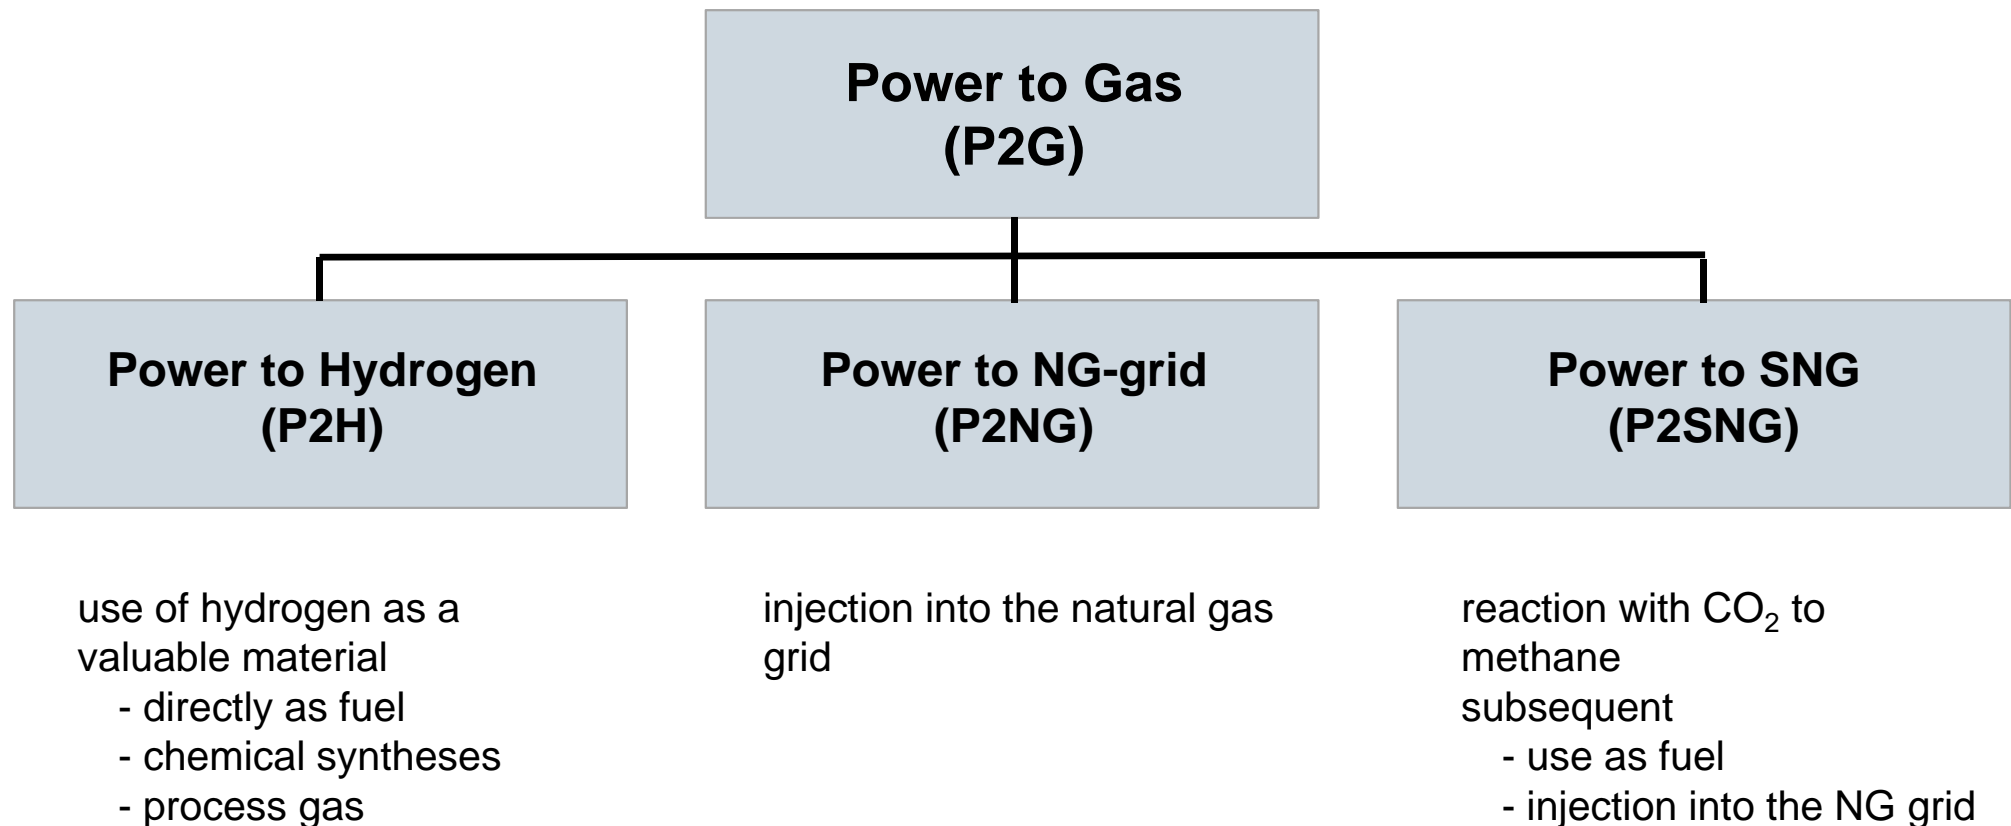 Power to Gas
(P2G)
Power to Hydrogen
(P2H)
Power to NG-grid
(P2NG)
Power to SNG
(P2SNG)
use of hydrogen as a
valuable material
- directly as fuel
- chemical syntheses
- process gas
injection into the natural gas
grid
reaction with CO₂ to
methane
subsequent
- use as fuel
- injection into the NG grid